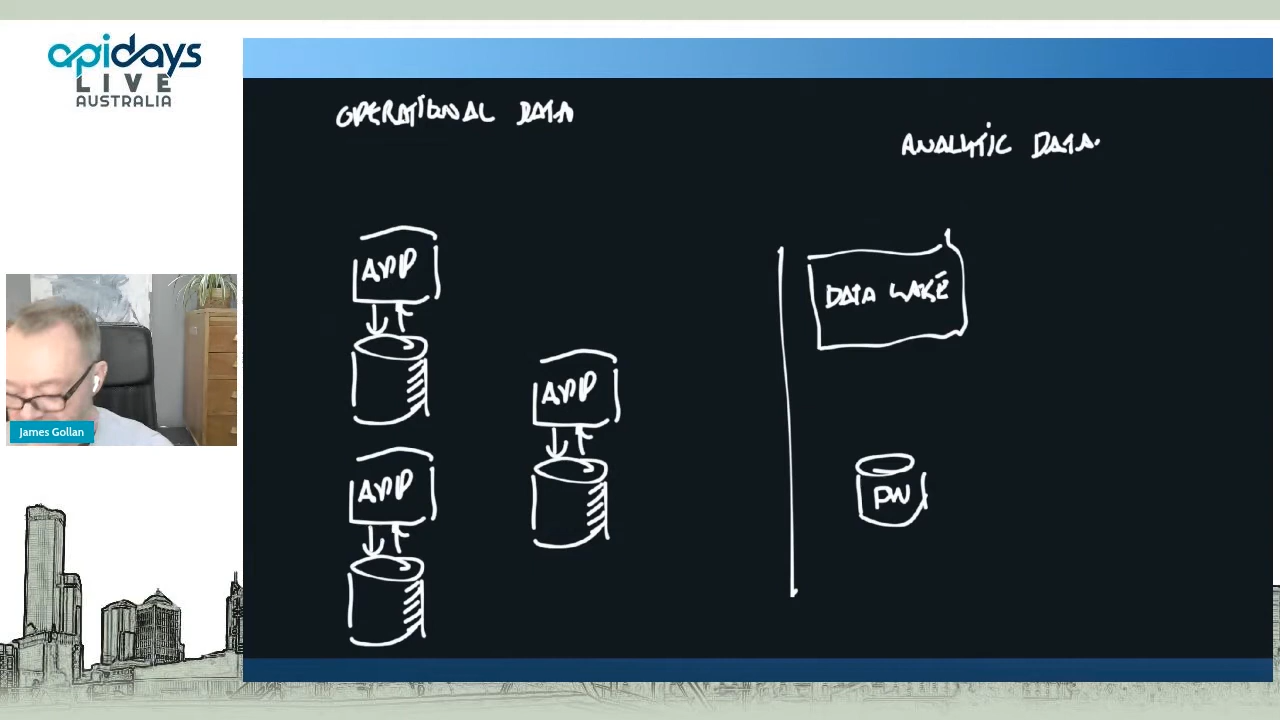 apidays
LIVE
AUSTRALIA
OPERATIONAL DATA
ANALYTIC DATA.
APP
DATA LAKE
APP
APP
DW
James Gollan